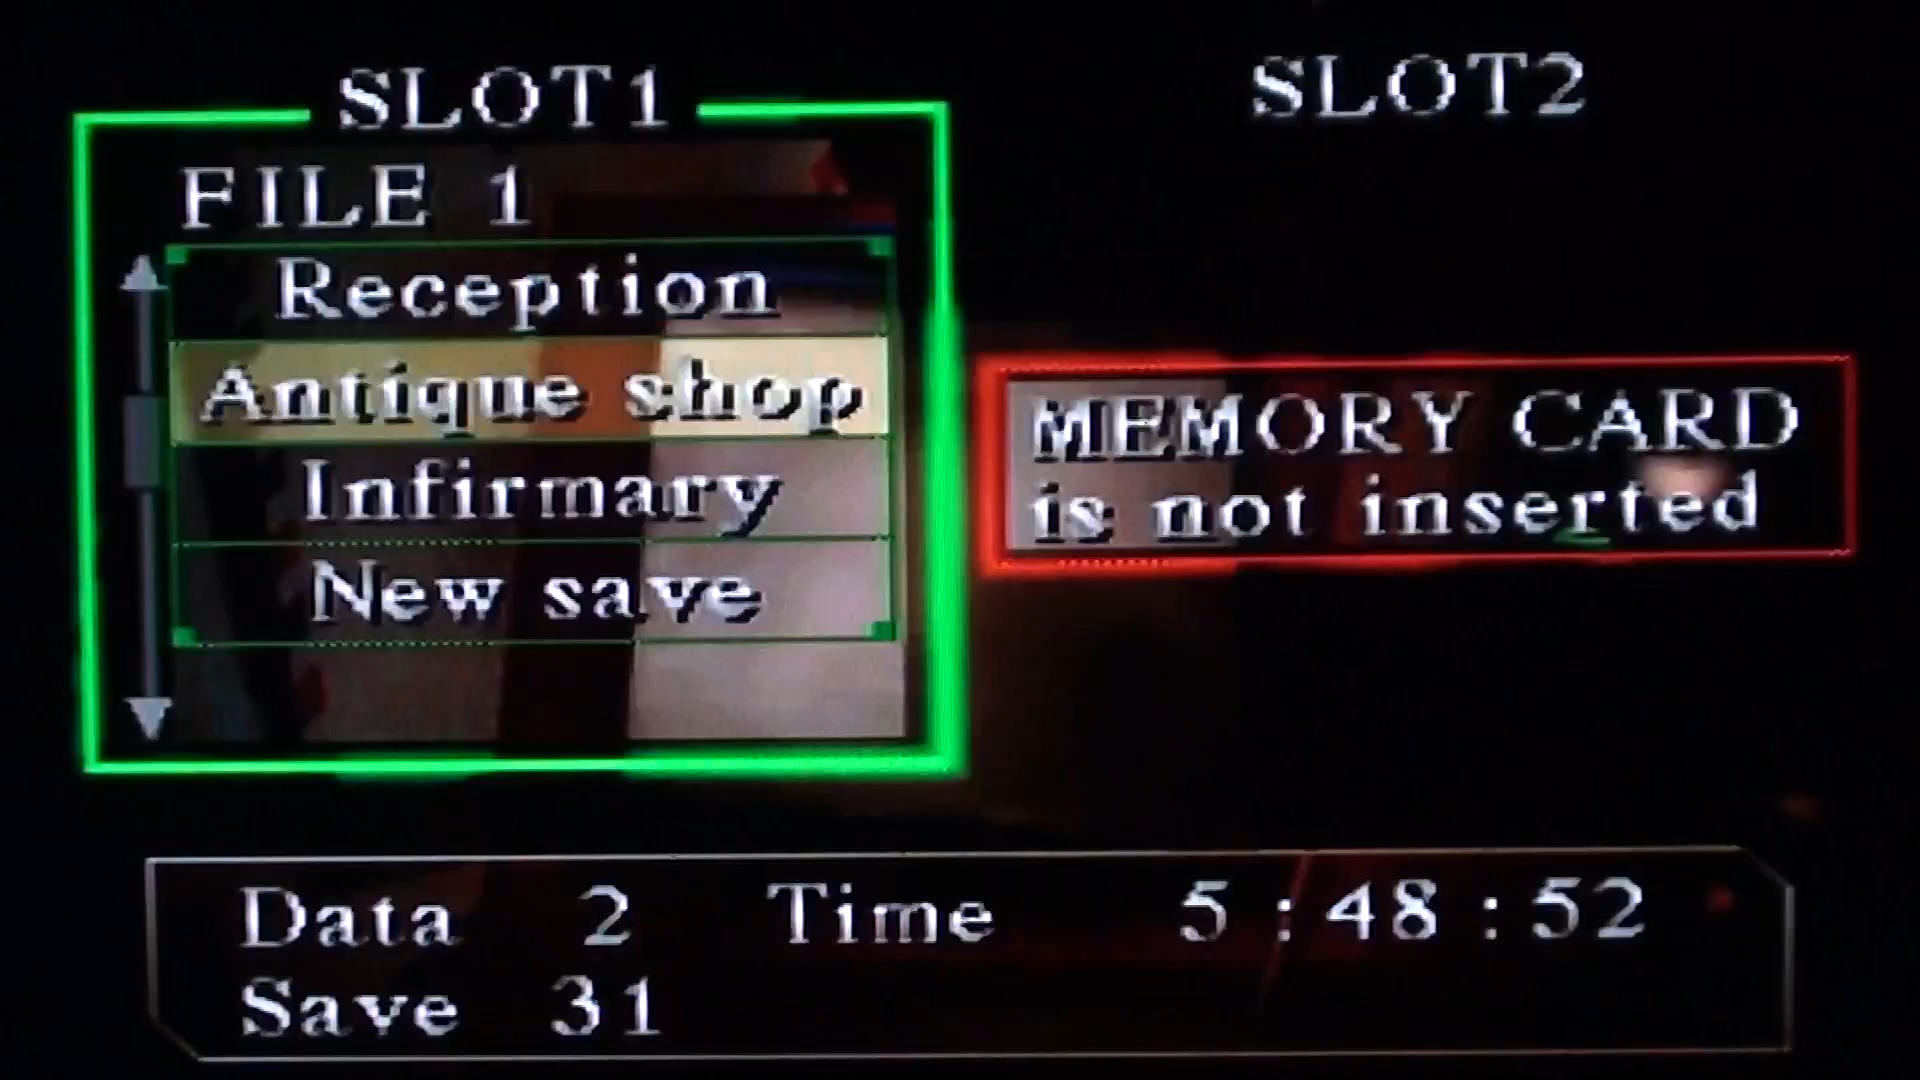 SLOT1
FILE 1
Reception
Antique shop
Infirmary
New save
SLOT2
MEMORY CARD
is not inserted
Data 2 Time 5:48:52
Save 31